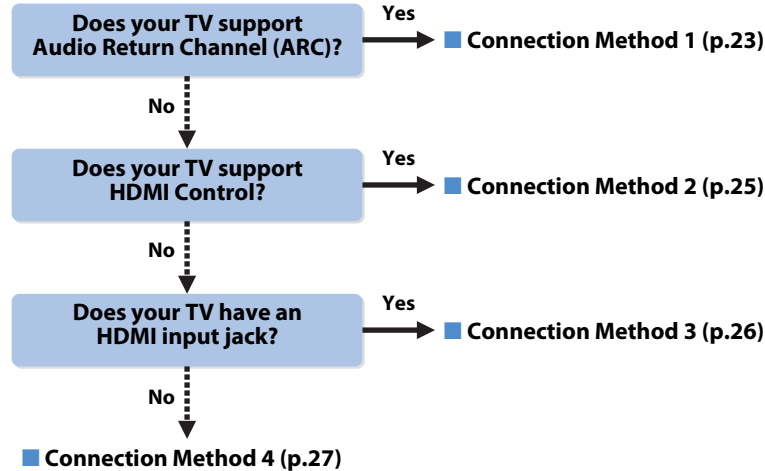 Does your TV support
Audio Return Channel (ARC)?
Yes
Connection Method 1 (p.23)
No
Does your TV support
HDMI Control?
Yes
Connection Method 2 (p.25)
No
Does your TV have an
HDMI input jack?
Yes
Connection Method 3 (p.26)
No
Connection Method 4 (p.27)